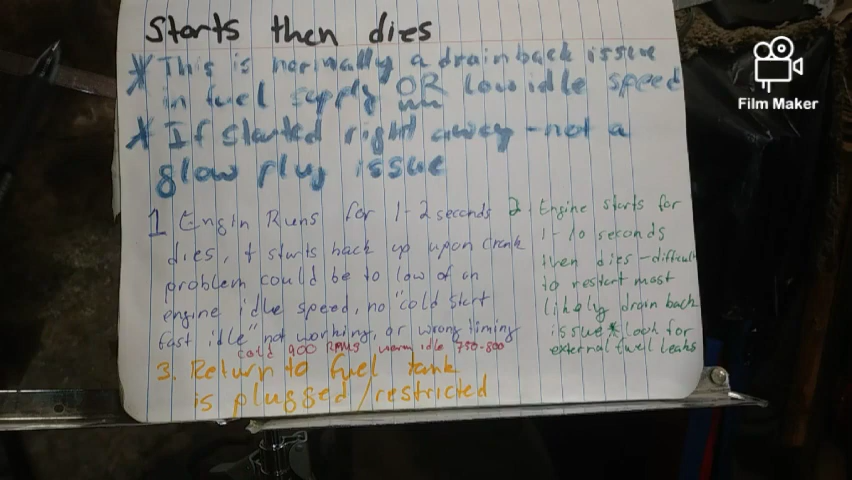 Starts then dies
* This is normally a drainback issue
in fuel supply OR low idle speed
* If started right away - not a
glow plug issue
1 Engin Runs for 1-2 seconds
dies, it starts back up upon crank
problem could be to low of an
engine idle speed, no "cold start
fast idle" not working, or wrong timing
cold 900 RPMS warm idle 750-800
2. Engine starts for
1-10 seconds
then dies - difficult
to restart most
likely drain back
issue * Look for
external fuel leaks
3. Return to fuel tank
is plugged/restricted
Film Maker